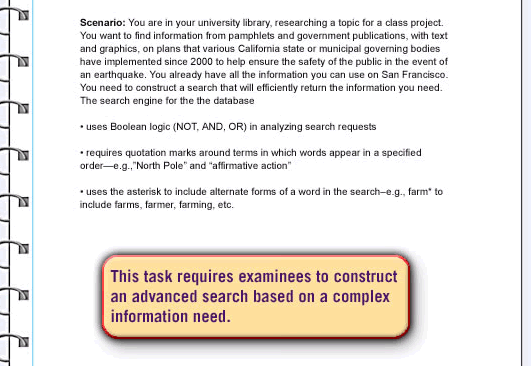 Scenario: You are in your university library, researching a topic for a class project.
You want to find information from pamphlets and government publications, with text
and graphics, on plans that various California state or municipal governing bodies
have implemented since 2000 to help ensure the safety of the public in the event of
an earthquake. You already have all the information you can use on San Francisco.
You need to construct a search that will efficiently return the information you need.
The search engine for the the database
• uses Boolean logic (NOT, AND, OR) in analyzing search requests
• requires quotation marks around terms in which words appear in a specified
order—e.g.,"North Pole" and “affirmative action”
• uses the asterisk to include alternate forms of a word in the search–e.g., farm* to
include farms, farmer, farming, etc.
This task requires examinees to construct
an advanced search based on a complex
information need.